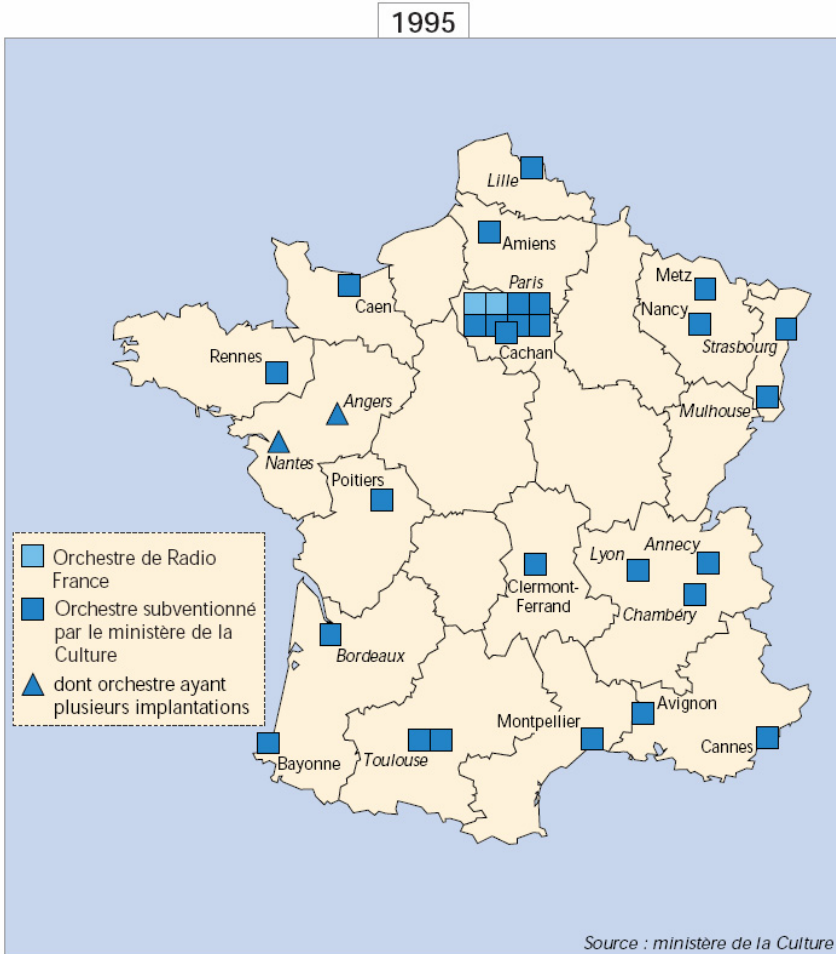 1995
Lille
Amiens
Paris
Metz
Caen
Nancy
Strasbourg
Cachan
Rennes
Angers
Mulhouse
Nantes
Poitiers
Orchestre de Radio
France
Orchestre subventionné
par le ministère de la
Culture
dont orchestre ayant
plusieurs implantations
Lyon
Annecy
Clermont-
Ferrand
Chambéry
Bordeaux
Avignon
Montpellier
Cannes
Toulouse
Bayonne
Source : ministère de la Culture